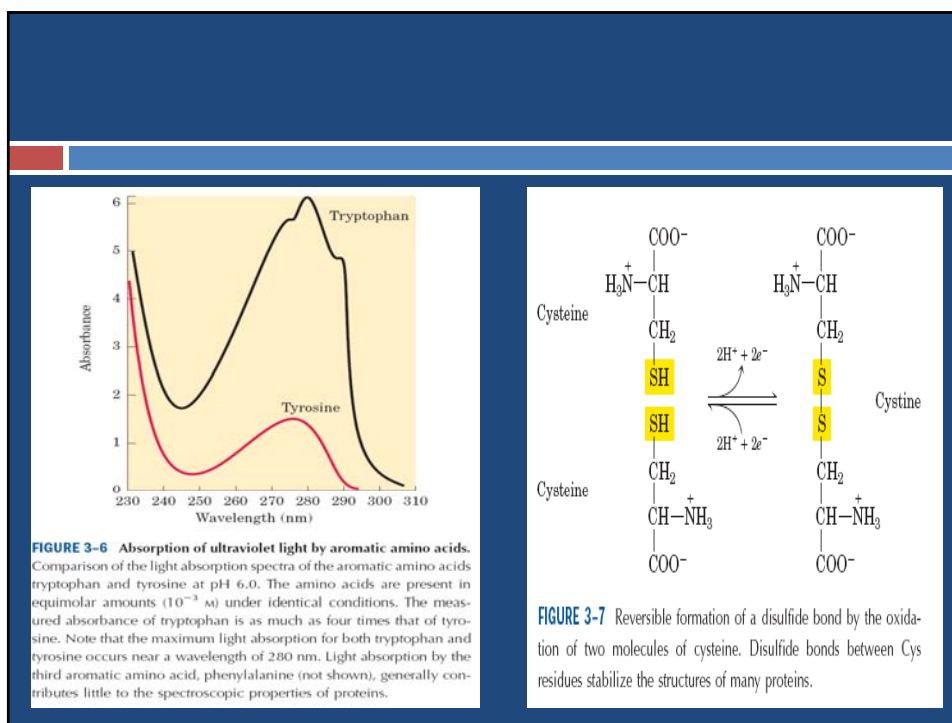 6
5
4
3
2
1
0
Absorbance
Tryptophan
Tyrosine
230 240 250 260 270 280 290 300 310
Wavelength (nm)
FIGURE 3–6 Absorption of ultraviolet light by aromatic amino acids.
Comparison of the light absorption spectra of the aromatic amino acids
tryptophan and tyrosine at pH 6.0. The amino acids are present in
equimolar amounts (10⁻³ M) under identical conditions. The meas-
ured absorbance of tryptophan is as much as four times that of tyro-
sine. Note that the maximum light absorption for both tryptophan and
tyrosine occurs near a wavelength of 280 nm. Light absorption by the
third aromatic amino acid, phenylalanine (not shown), generally con-
tributes little to the spectroscopic properties of proteins.
COO⁻ COO⁻
H₃N⁺—CH H₃N⁺—CH
Cysteine
CH₂ CH₂
2H⁺ + 2e⁻
SH S
Cystine
SH S
2H⁺ + 2e⁻
CH₂ CH₂
Cysteine
CH—N⁺H₃ CH—N⁺H₃
COO⁻ COO⁻
FIGURE 3–7 Reversible formation of a disulfide bond by the oxida-
tion of two molecules of cysteine. Disulfide bonds between Cys
residues stabilize the structures of many proteins.